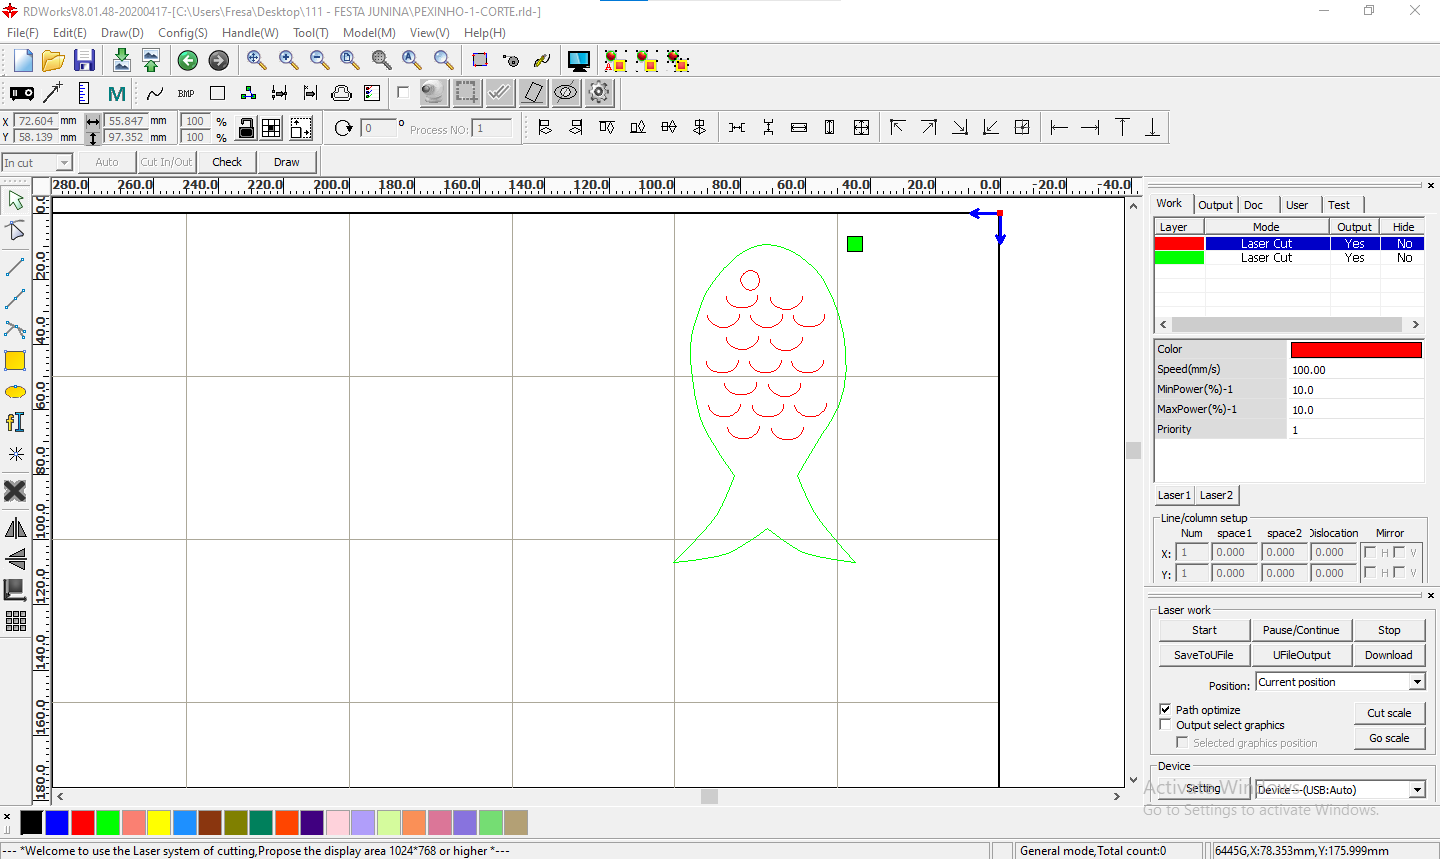 RDWorksV8.01.48-20200417-[C:\Users\Fresa\Desktop\111 - FESTA JUNINA\PEXINHO-1-CORTE.rld-]
File(F) Edit(E) Draw(D) Config(S) Handle(W) Tool(T) Model(M) View(V) Help(H)
BMP
X 72.604 mm 55.847 mm 100 %
Y 58.139 mm 97.352 mm 100 %
0 ° Process NO: 1
In cut Auto Cut In/Out Check Draw
280.0 260.0 240.0 220.0 200.0 180.0 160.0 140.0 120.0 100.0 80.0 60.0 40.0 20.0 0.0 -20.0 -40.0
0.0
20.0
40.0
60.0
80.0
100.0
120.0
140.0
160.0
180.0
Work Output Doc User Test
Layer Mode Output Hide
Laser Cut Yes No
Laser Cut Yes No
Color
Speed(mm/s) 100.00
MinPower(%)-1 10.0
MaxPower(%)-1 10.0
Priority 1
Laser1 Laser2
Line/column setup
Num space1 space2 Dislocation Mirror
X: 1 0.000 0.000 0.000 H V
Y: 1 0.000 0.000 0.000 H V
Laser work
Start Pause/Continue Stop
SaveToUFile UFileOutput Download
Position: Current position
Path optimize
Output select graphics
Selected graphics position
Cut scale
Go scale
Device
Setting Device---(USB:Auto)
Activate Windows
Go to Settings to activate Windows.
--- *Welcome to use the Laser system of cutting,Propose the display area 1024*768 or higher *---
General mode,Total count:0
6445G,X:78.353mm,Y:175.999mm